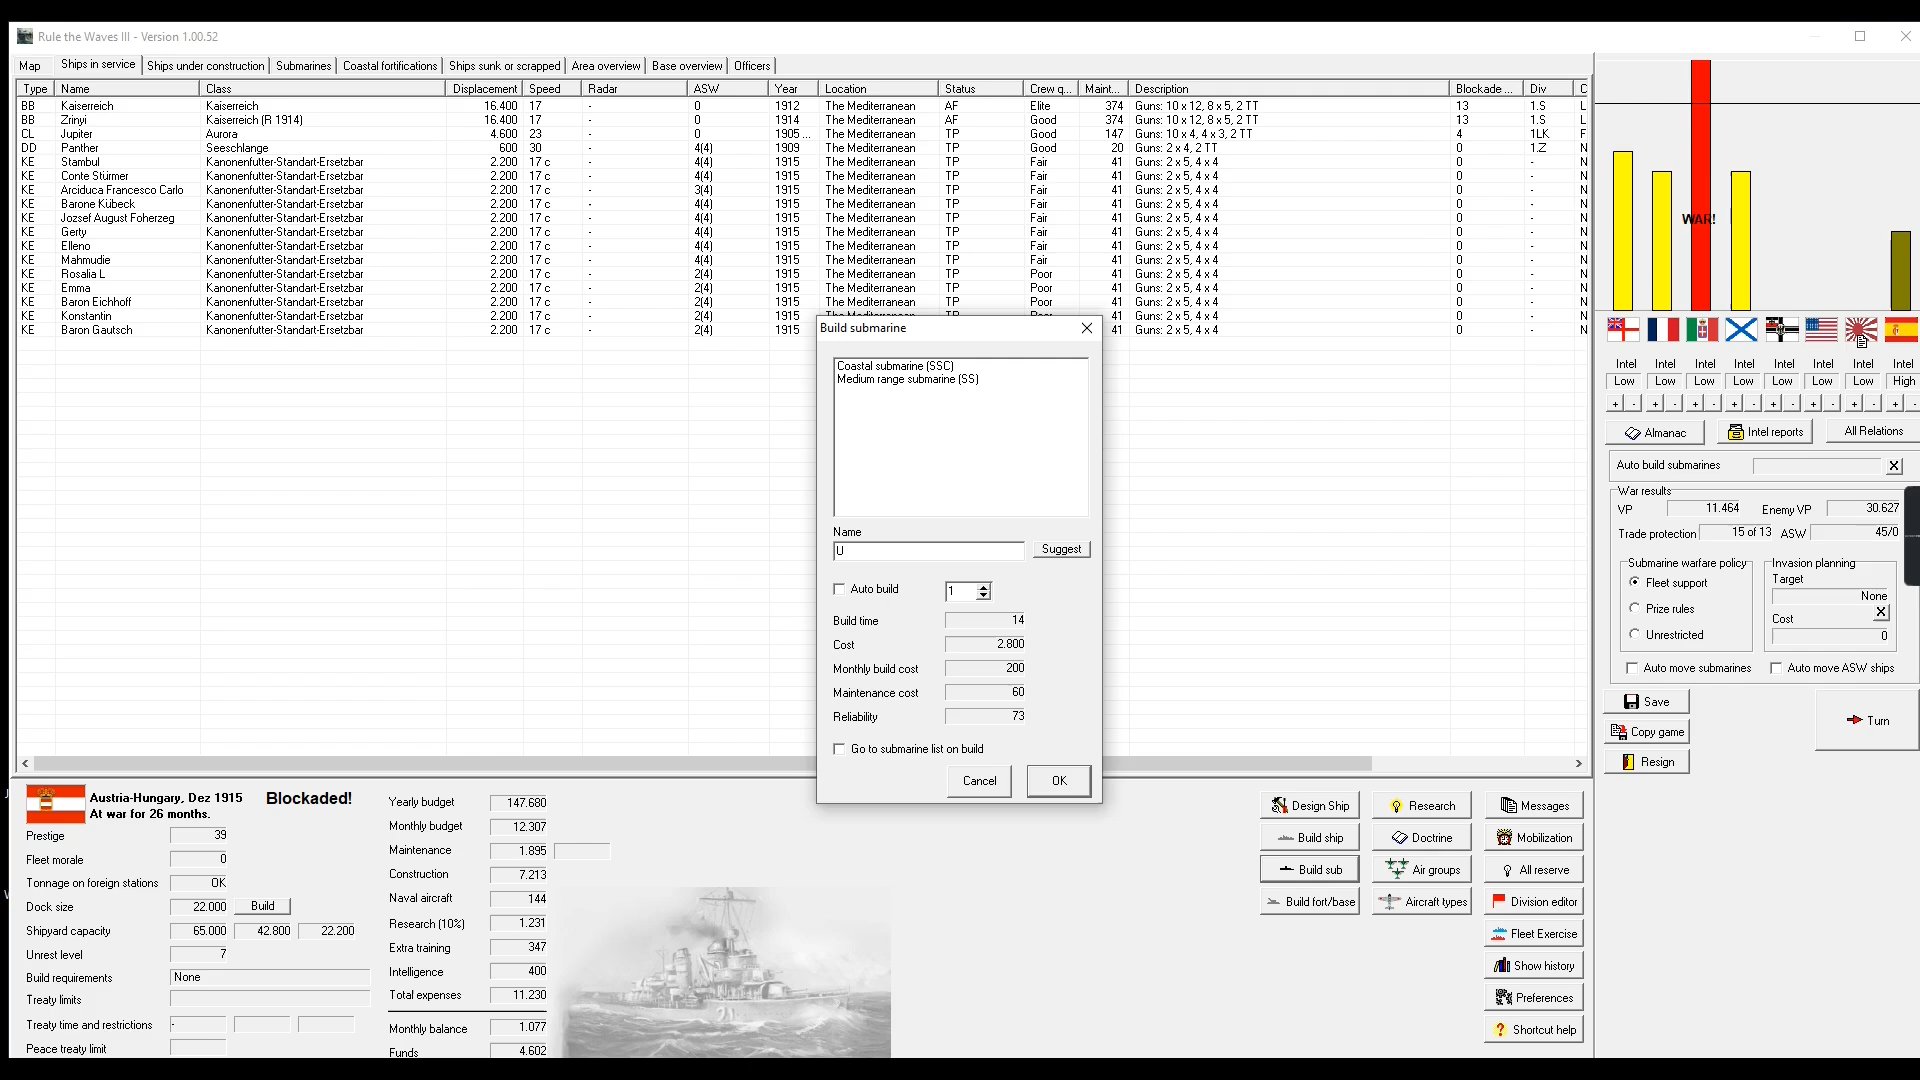 Rule the Waves III - Version 1.00.52
Map Ships in service Ships under construction Submarines Coastal fortifications Ships sunk or scrapped Area overview Base overview Officers
Type Name Class Displacement Speed Radar ASW Year Location Status Crew q... Maint... Description Blockade ... Div C
BB Kaiserreich Kaiserreich 16.400 17 - 0 1912 The Mediterranean AF Elite 374 Guns: 10 x 12, 8 x 5, 2 TT 13 1.S L
BB Zrinyi Kaiserreich (R 1914) 16.400 17 - 0 1914 The Mediterranean AF Good 374 Guns: 10 x 12, 8 x 5, 2 TT 13 1.S L
CL Jupiter Aurora 4.600 23 - 0 1905 ... The Mediterranean TP Good 147 Guns: 10 x 4, 4 x 3, 2 TT 4 1LK F
DD Panther Seeschlange 600 30 - 4(4) 1909 The Mediterranean TP Good 20 Guns: 2 x 4, 2 TT 0 1.Z N
KE Stambul Kanonenfutter-Standart-Ersetzbar 2.200 17 c - 4(4) 1915 The Mediterranean TP Fair 41 Guns: 2 x 5, 4 x 4 0 - N
KE Conte Stürmer Kanonenfutter-Standart-Ersetzbar 2.200 17 c - 4(4) 1915 The Mediterranean TP Fair 41 Guns: 2 x 5, 4 x 4 0 - N
KE Arciduca Francesco Carlo Kanonenfutter-Standart-Ersetzbar 2.200 17 c - 3(4) 1915 The Mediterranean TP Fair 41 Guns: 2 x 5, 4 x 4 0 - N
KE Barone Kübeck Kanonenfutter-Standart-Ersetzbar 2.200 17 c - 4(4) 1915 The Mediterranean TP Fair 41 Guns: 2 x 5, 4 x 4 0 - N
KE Jozsef August Foherzeg Kanonenfutter-Standart-Ersetzbar 2.200 17 c - 4(4) 1915 The Mediterranean TP Fair 41 Guns: 2 x 5, 4 x 4 0 - N
KE Gerty Kanonenfutter-Standart-Ersetzbar 2.200 17 c - 4(4) 1915 The Mediterranean TP Fair 41 Guns: 2 x 5, 4 x 4 0 - N
KE Elleno Kanonenfutter-Standart-Ersetzbar 2.200 17 c - 4(4) 1915 The Mediterranean TP Fair 41 Guns: 2 x 5, 4 x 4 0 - N
KE Mahmudie Kanonenfutter-Standart-Ersetzbar 2.200 17 c - 4(4) 1915 The Mediterranean TP Fair 41 Guns: 2 x 5, 4 x 4 0 - N
KE Rosalia L Kanonenfutter-Standart-Ersetzbar 2.200 17 c - 2(4) 1915 The Mediterranean TP Poor 41 Guns: 2 x 5, 4 x 4 0 - N
KE Emma Kanonenfutter-Standart-Ersetzbar 2.200 17 c - 2(4) 1915 The Mediterranean TP Poor 41 Guns: 2 x 5, 4 x 4 0 - N
KE Baron Eichhoff Kanonenfutter-Standart-Ersetzbar 2.200 17 c - 2(4) 1915 The Mediterranean TP Poor 41 Guns: 2 x 5, 4 x 4 0 - N
KE Konstantin Kanonenfutter-Standart-Ersetzbar 2.200 17 c - 2(4) 1915 41 Guns: 2 x 5, 4 x 4 0 - N
KE Baron Gautsch Kanonenfutter-Standart-Ersetzbar 2.200 17 c - 2(4) 1915 41 Guns: 2 x 5, 4 x 4 0 - N
Build submarine
Coastal submarine (SSC)
Medium range submarine (SS)
Name
U Suggest
Auto build 1
Build time 14
Cost 2.800
Monthly build cost 200
Maintenance cost 60
Reliability 73
Go to submarine list on build
Cancel OK
WAR!
Intel Intel Intel Intel Intel Intel Intel Intel
Low Low Low Low Low Low Low High
+ - + - + - + - + - + - + - + -
Almanac Intel reports All Relations
Auto build submarines X
War results
VP 11.464 Enemy VP 30.627
Trade protection 15 of 13 ASW 45/0
Submarine warfare policy
Fleet support
Prize rules
Unrestricted
Invasion planning
Target
None
Cost X
0
Auto move submarines Auto move ASW ships
Save
Copy game
Resign
Turn
Austria-Hungary, Dez 1915 Blockaded!
At war for 26 months.
Prestige 39
Fleet morale 0
Tonnage on foreign stations OK
Dock size 22.000 Build
Shipyard capacity 65.000 42.800 22.200
Unrest level 7
Build requirements None
Treaty limits
Treaty time and restrictions -
Peace treaty limit
Yearly budget 147.680
Monthly budget 12.307
Maintenance 1.895
Construction 7.213
Naval aircraft 144
Research (10%) 1.231
Extra training 347
Intelligence 400
Total expenses 11.230
Monthly balance 1.077
Funds 4.602
Design Ship Research Messages
Build ship Doctrine Mobilization
Build sub Air groups All reserve
Build fort/base Aircraft types Division editor
Fleet Exercise
Show history
Preferences
Shortcut help